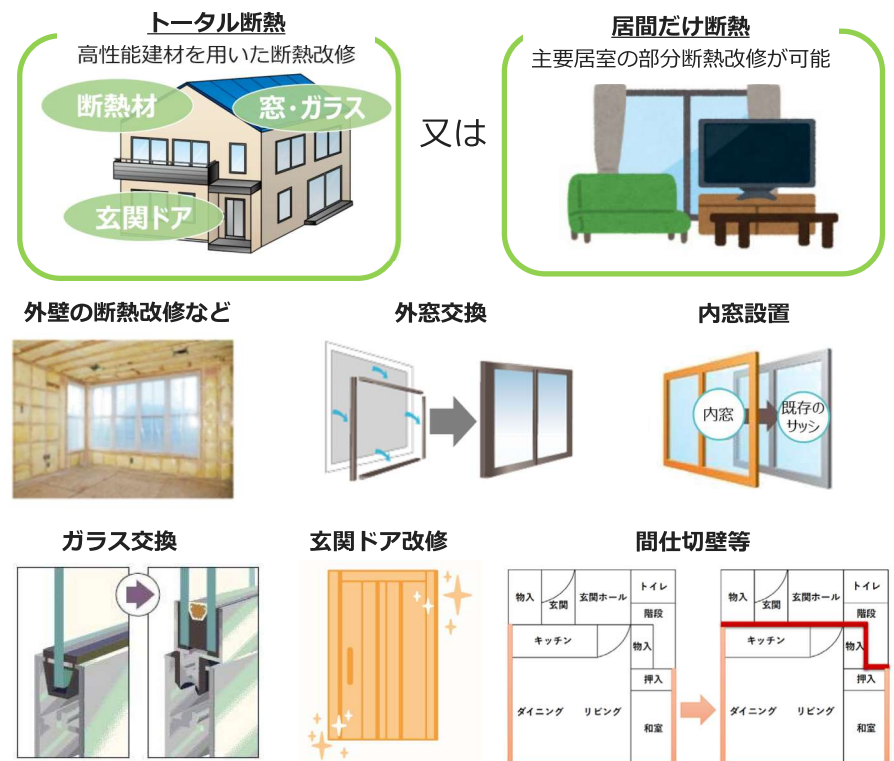 トータル断熱
高性能建材を用いた断熱改修
断熱材
窓・ガラス
玄関ドア
又は
居間だけ断熱
主要居室の部分断熱改修が可能
外壁の断熱改修など
外窓交換
内窓設置
内窓
既存の
サッシ
ガラス交換
玄関ドア改修
間仕切壁等
物入
玄関
玄関ホール
トイレ
階段
キッチン
物入
押入
ダイニング
リビング
和室
物入
玄関
玄関ホール
トイレ
階段
キッチン
物入
押入
ダイニング
リビング
和室